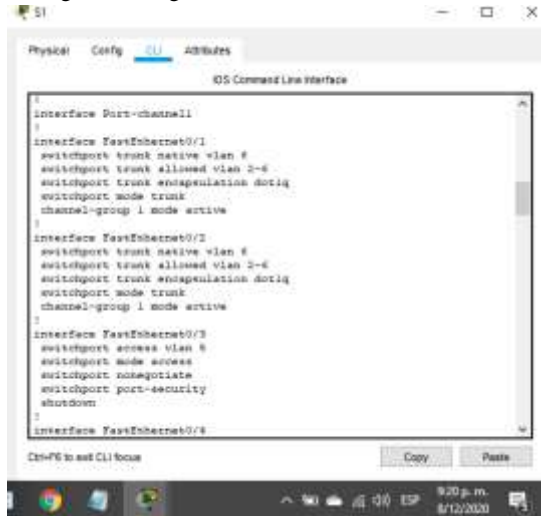 S1
Physical Config CLI Attributes
IOS Command Line Interface
!
interface Port-channel1
!
interface FastEthernet0/1
switchport trunk native vlan 6
switchport trunk allowed vlan 2-6
switchport trunk encapsulation dot1q
switchport mode trunk
channel-group 1 mode active
!
interface FastEthernet0/2
switchport trunk native vlan 6
switchport trunk allowed vlan 2-6
switchport trunk encapsulation dot1q
switchport mode trunk
channel-group 1 mode active
!
interface FastEthernet0/3
switchport access vlan
switchport mode access
switchport nonegotiate
switchport port-security
shutdown
!
interface FastEthernet0/4
Ctrl+F6 to exit CLI focus
Copy Paste
ESP
9:20 p. m.
8/12/2020